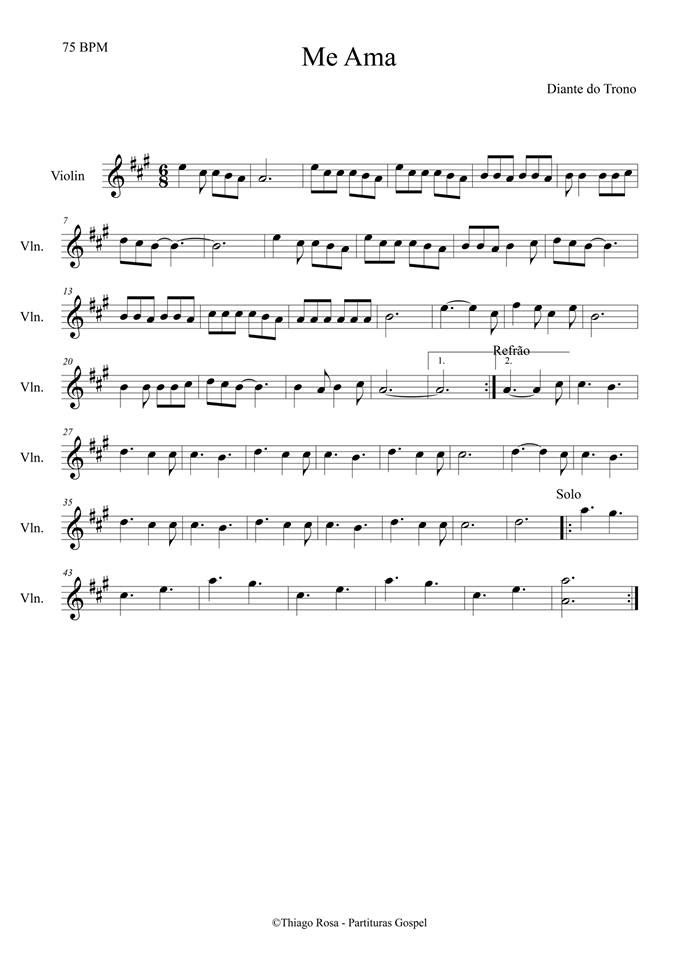 75 BPM
Me Ama
Diante do Trono
Violin
6
8
7
Vln.
13
Vln.
Refrão
20
1.
2.
Vln.
27
Vln.
Solo
35
Vln.
43
Vln.
©Thiago Rosa - Partituras Gospel